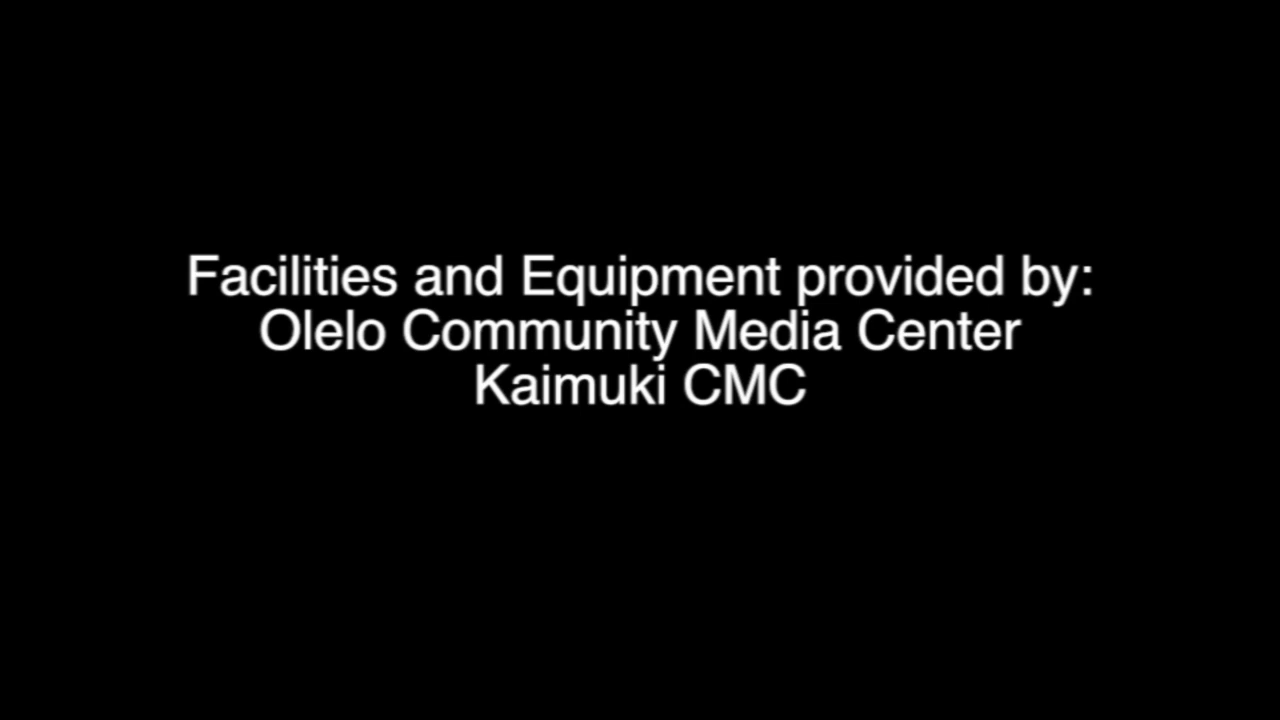 Facilities and Equipment provided by:
Olelo Community Media Center
Kaimuki CMC